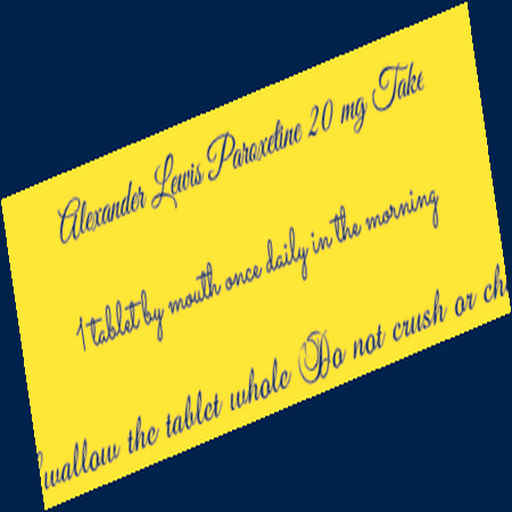 Alexander Lewis Paroxetine 20 mg Take
1 tablet by mouth once daily in the morning
wallow the tablet whole Do not crush or ch